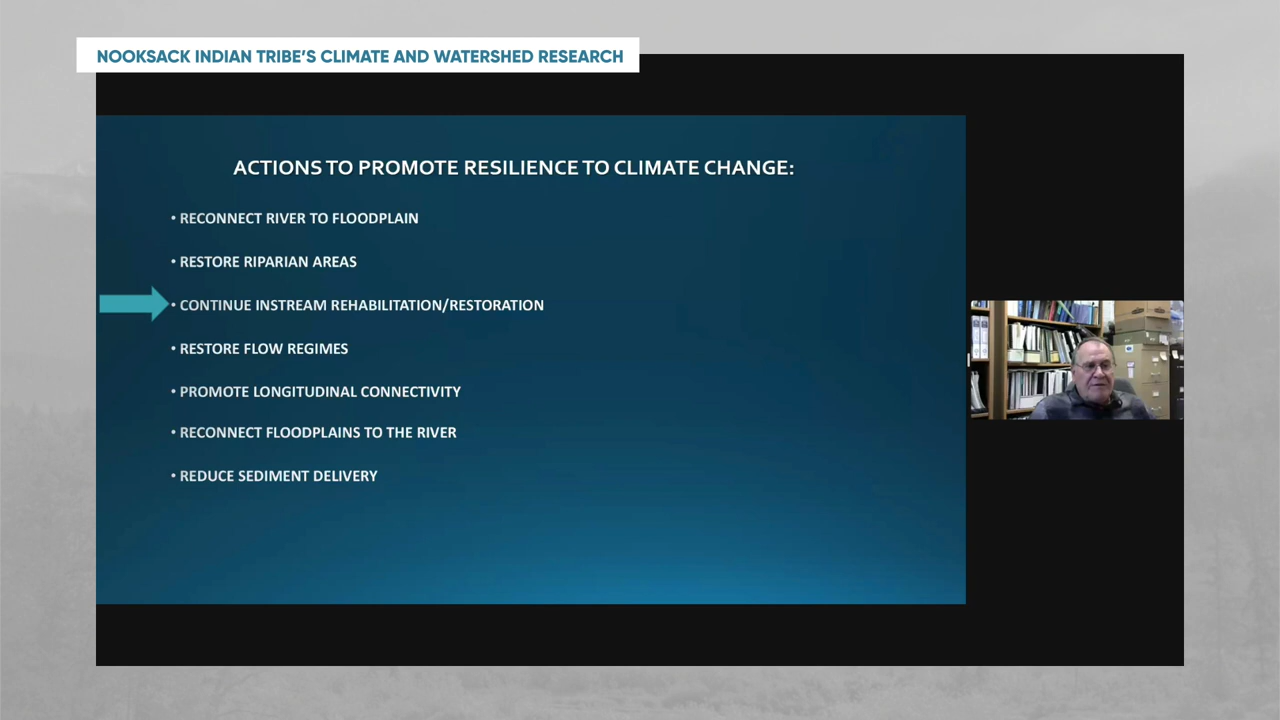 NOOKSACK INDIAN TRIBE'S CLIMATE AND WATERSHED RESEARCH
ACTIONS TO PROMOTE RESILIENCE TO CLIMATE CHANGE:
• RECONNECT RIVER TO FLOODPLAIN
• RESTORE RIPARIAN AREAS
• CONTINUE INSTREAM REHABILITATION/RESTORATION
• RESTORE FLOW REGIMES
• PROMOTE LONGITUDINAL CONNECTIVITY
• RECONNECT FLOODPLAINS TO THE RIVER
• REDUCE SEDIMENT DELIVERY